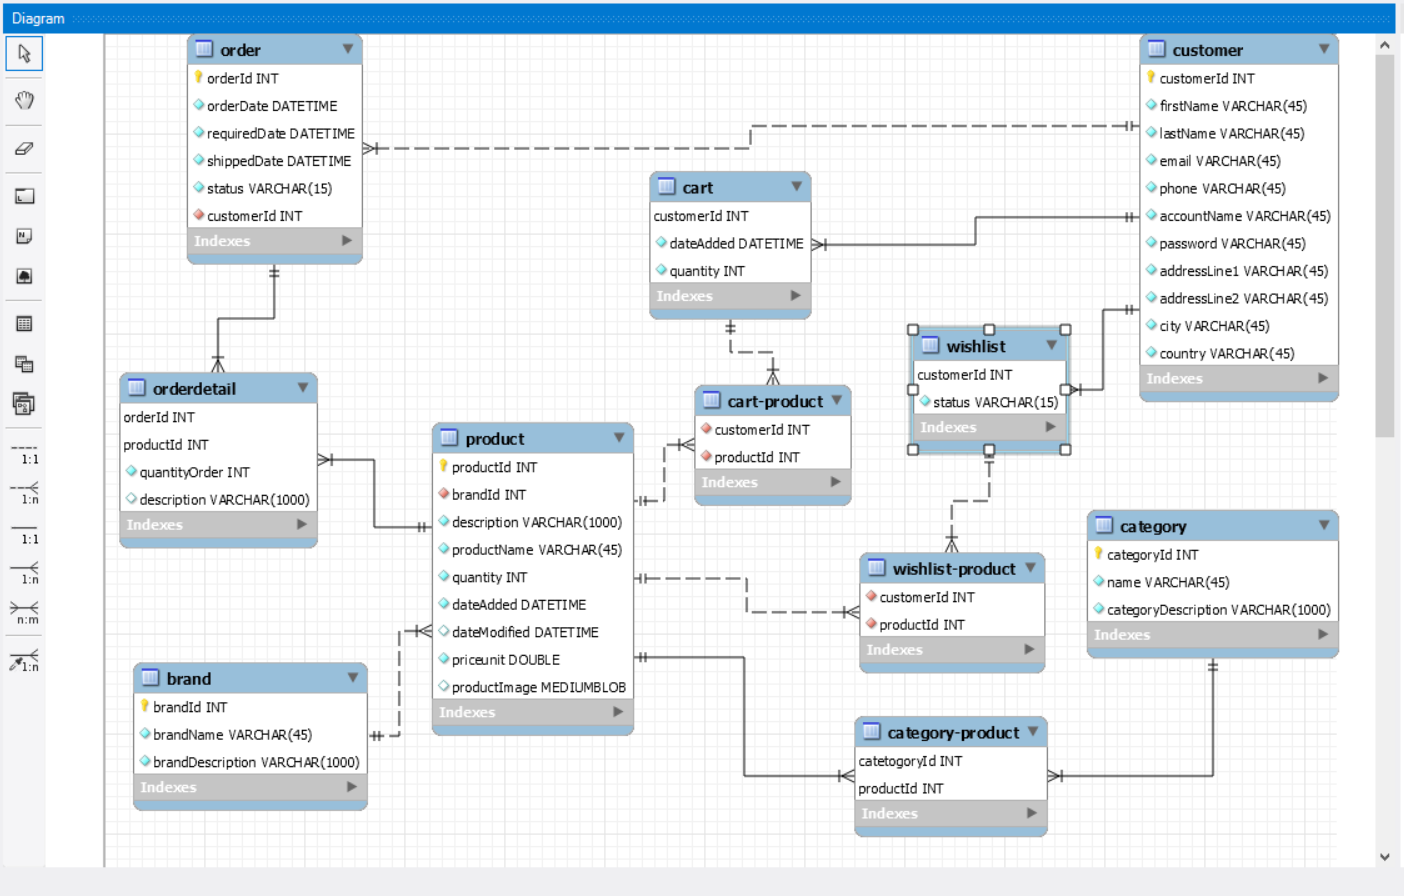 Diagram
order
orderId INT
orderDate DATETIME
requiredDate DATETIME
shippedDate DATETIME
status VARCHAR(15)
customerId INT
Indexes
customer
customerId INT
firstName VARCHAR(45)
lastName VARCHAR(45)
email VARCHAR(45)
phone VARCHAR(45)
accountName VARCHAR(45)
password VARCHAR(45)
addressLine1 VARCHAR(45)
addressLine2 VARCHAR(45)
city VARCHAR(45)
country VARCHAR(45)
Indexes
cart
customerId INT
dateAdded DATETIME
quantity INT
Indexes
wishlist
customerId INT
status VARCHAR(15)
Indexes
orderdetail
orderId INT
productId INT
quantityOrder INT
description VARCHAR(1000)
Indexes
cart-product
customerId INT
productId INT
Indexes
product
productId INT
brandId INT
description VARCHAR(1000)
productName VARCHAR(45)
quantity INT
dateAdded DATETIME
dateModified DATETIME
priceunit DOUBLE
productImage MEDIUMBLOB
Indexes
category
categoryId INT
name VARCHAR(45)
categoryDescription VARCHAR(1000)
Indexes
wishlist-product
customerId INT
productId INT
Indexes
brand
brandId INT
brandName VARCHAR(45)
brandDescription VARCHAR(1000)
Indexes
category-product
catetogoryId INT
productId INT
Indexes
1:1
1:n
1:1
1:n
n:m
1:n